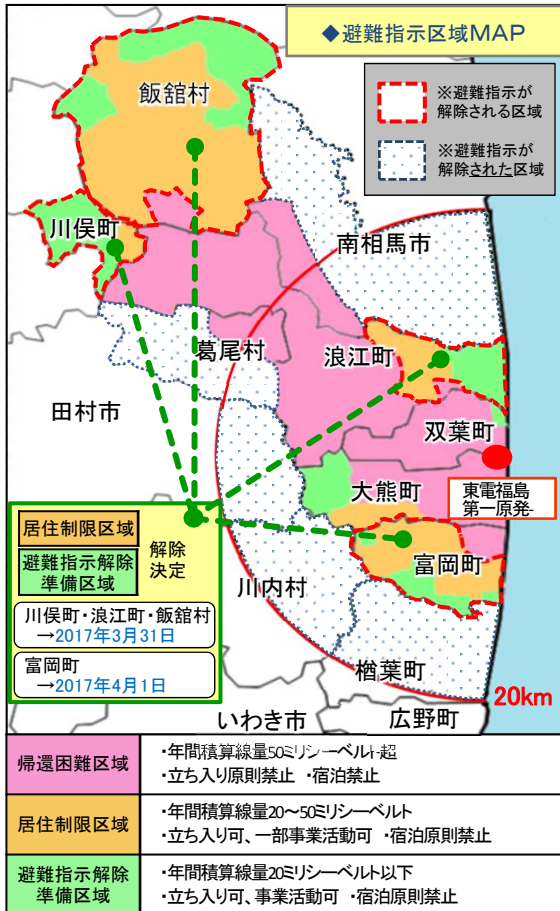 ◆避難指示区域MAP
※避難指示が
解除される区域
※避難指示が
解除された区域
飯舘村
川俣町
南相馬市
葛尾村
浪江町
田村市
双葉町
大熊町
東電福島
第一原発
富岡町
川内村
楢葉町
20km
いわき市
広野町
居住制限区域
避難指示解除
準備区域
解除
決定
川俣町・浪江町・飯舘村
→2017年3月31日
富岡町
→2017年4月1日
帰還困難区域
・年間積算線量50ミリシーベルト超
・立ち入り原則禁止 ・宿泊禁止
居住制限区域
・年間積算線量20～50ミリシーベルト
・立ち入り可、一部事業活動可 ・宿泊原則禁止
避難指示解除
準備区域
・年間積算線量20ミリシーベルト以下
・立ち入り可、事業活動可 ・宿泊原則禁止